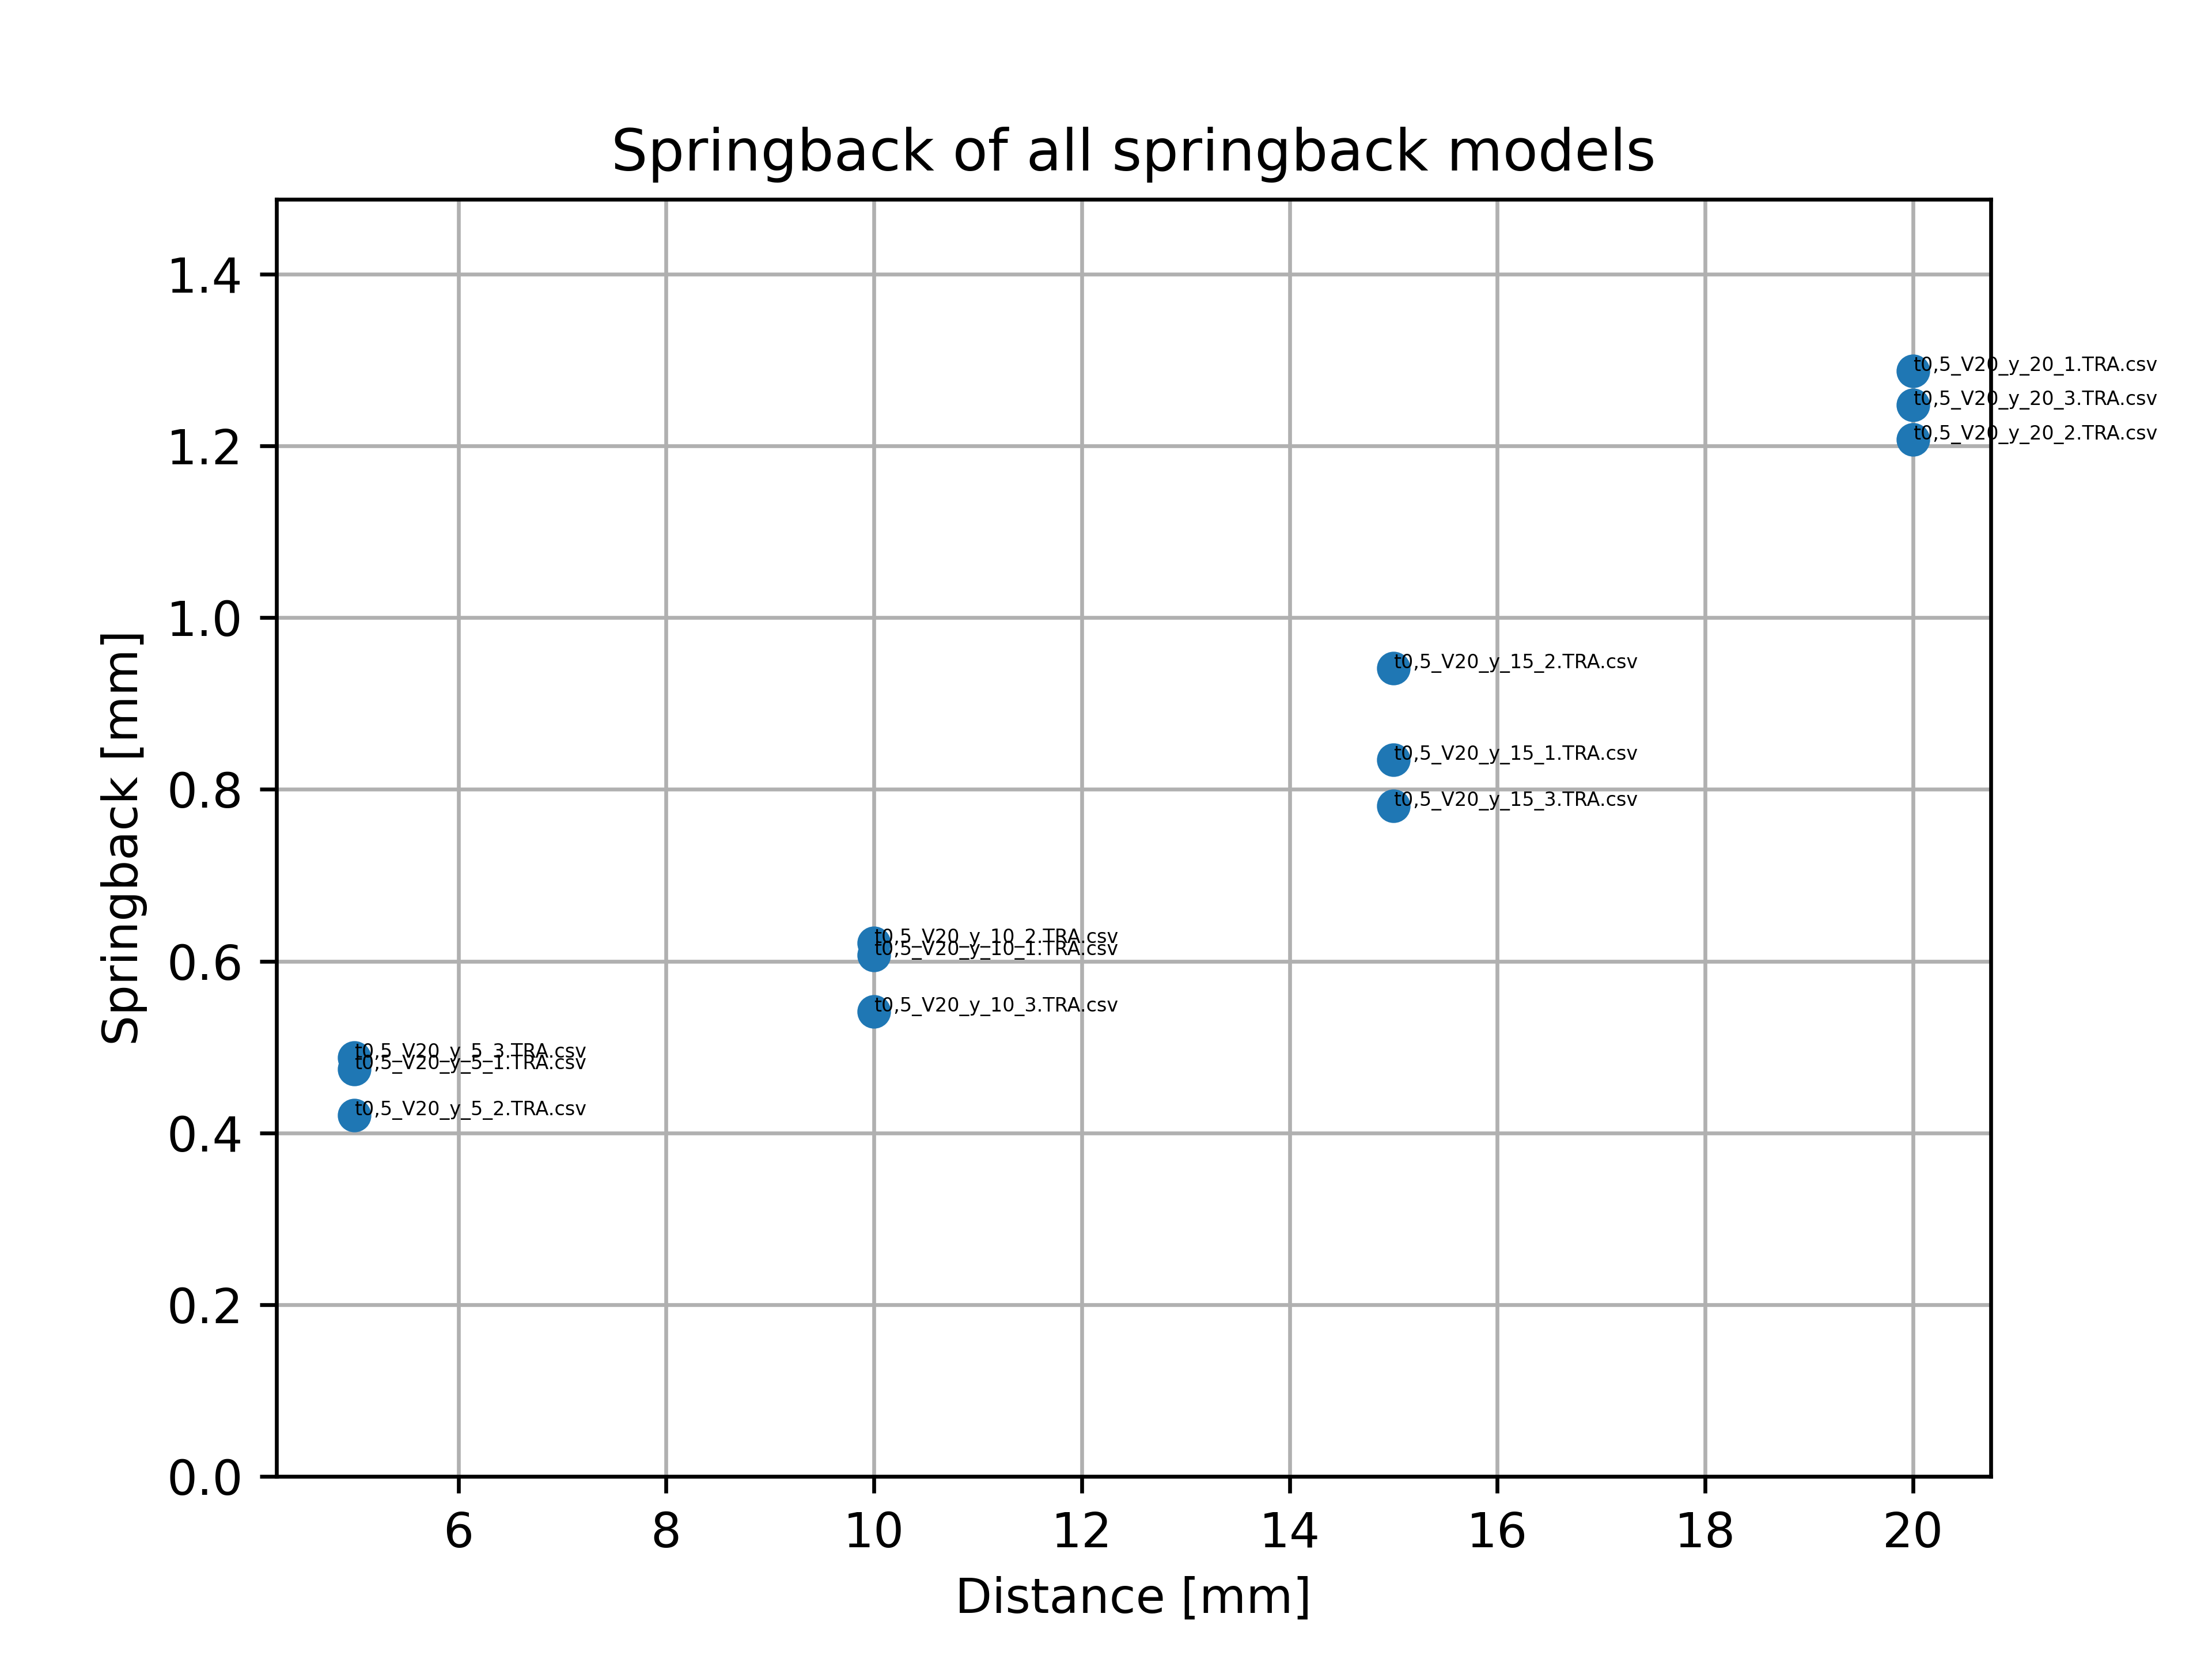 Springback of all springback models
1.4
1.2
1.0
0.8
0.6
0.4
0.2
0.0
Springback [mm]
t0,5_V20_y_20_1.TRA.csv
t0,5_V20_y_20_3.TRA.csv
t0,5_V20_y_20_2.TRA.csv
t0,5_V20_y_15_2.TRA.csv
t0,5_V20_y_15_1.TRA.csv
t0,5_V20_y_15_3.TRA.csv
t0,5_V20_y_10_2.TRA.csv
t0,5_V20_y_10_1.TRA.csv
t0,5_V20_y_10_3.TRA.csv
t0,5_V20_y_5_3.TRA.csv
t0,5_V20_y_5_1.TRA.csv
t0,5_V20_y_5_2.TRA.csv
6 8 10 12 14 16 18 20
Distance [mm]